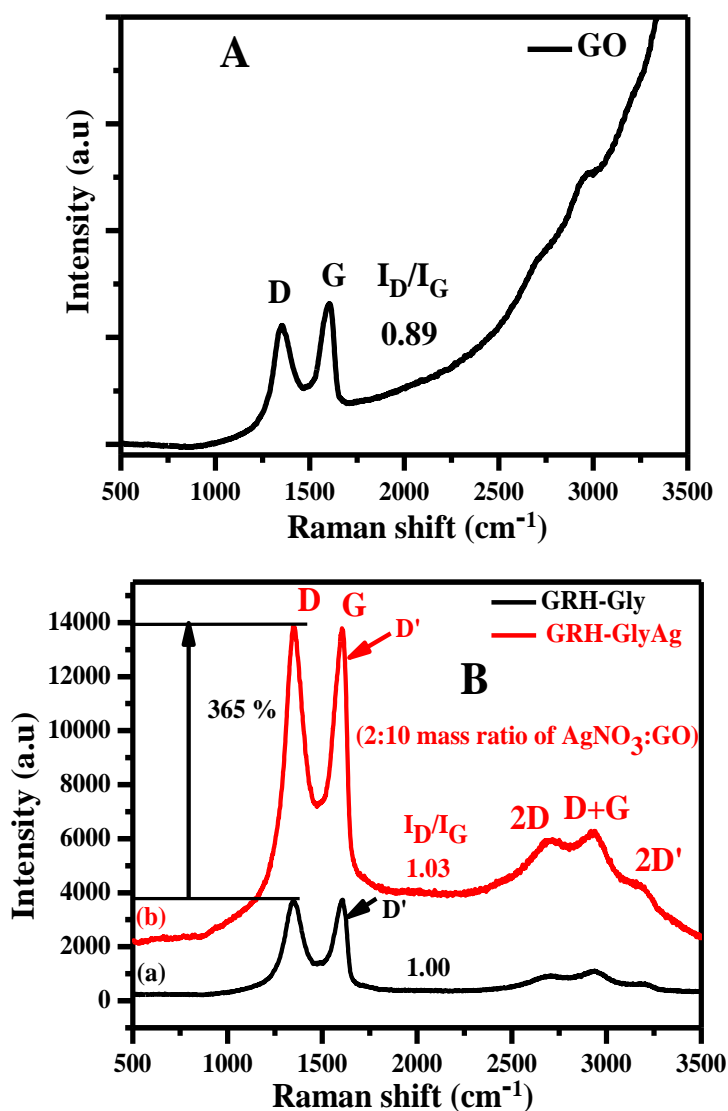 A
GO
Intensity (a.u)
D
G
I_D/I_G
0.89
500 1000 1500 2000 2500 3000 3500
Raman shift (cm⁻¹)
GRH-Gly
GRH-GlyAg
D
G
D'
B
14000
12000
10000
8000
6000
4000
2000
0
Intensity (a.u)
365 %
(2:10 mass ratio of AgNO₃:GO)
I_D/I_G
1.03
2D
D+G
2D'
(b)
D'
(a)
1.00
500 1000 1500 2000 2500 3000 3500
Raman shift (cm⁻¹)